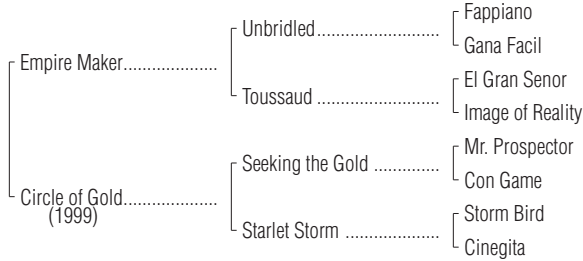 Fappiano
Unbridled..........................
Gana Facil
Empire Maker....................
El Gran Senor
Toussaud ..........................
Image of Reality
Mr. Prospector
Seeking the Gold ..............
Con Game
Circle of Gold....................
(1999)
Storm Bird
Starlet Storm ....................
Cinegita